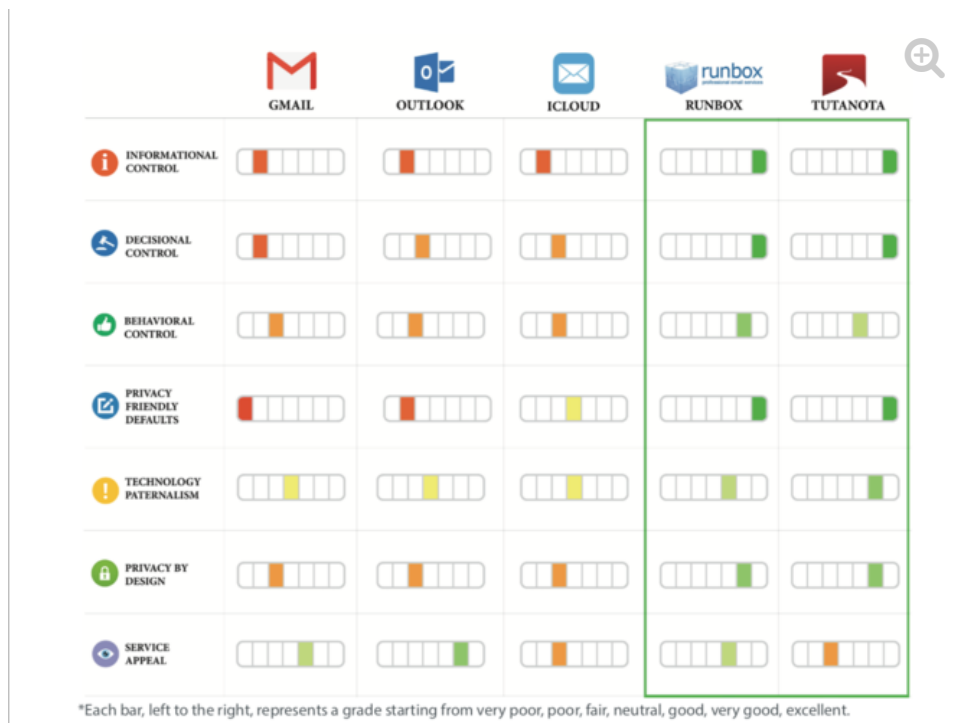 runbox
professional email services
GMAIL
OUTLOOK
ICLOUD
RUNBOX
TUTANOTA
INFORMATIONAL
CONTROL
DECISIONAL
CONTROL
BEHAVIORAL
CONTROL
PRIVACY
FRIENDLY
DEFAULTS
TECHNOLOGY
PATERNALISM
PRIVACY BY
DESIGN
SERVICE
APPEAL
*Each bar, left to the right, represents a grade starting from very poor, poor, fair, neutral, good, very good, excellent.